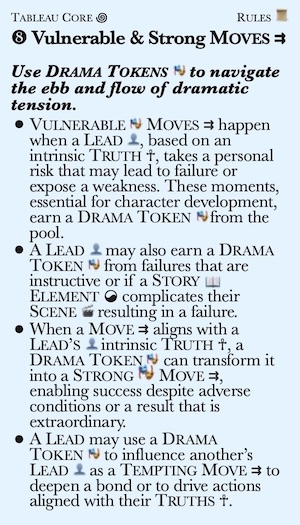 TABLEAU CORE 🌀 RULES 📜
❽ Vulnerable & Strong MOVES ⇉
Use DRAMA TOKENS 🎭 to navigate
the ebb and flow of dramatic
tension.
● VULNERABLE 🎭 MOVES ⇉ happen
when a LEAD 👤, based on an
intrinsic TRUTH ☥, takes a personal
risk that may lead to failure or
expose a weakness. These moments,
essential for character development,
earn a DRAMA TOKEN 🎭 from the
pool.
● A LEAD 👤 may also earn a DRAMA
TOKEN 🎭 from failures that are
instructive or if a STORY 📖
ELEMENT ☯ complicates their
SCENE 🎬 resulting in a failure.
● When a MOVE ⇉ aligns with a
LEAD'S 👤 intrinsic TRUTH ☥, a
DRAMA TOKEN 🎭 can transform it
into a STRONG 🎭 MOVE ⇉,
enabling success despite adverse
conditions or a result that is
extraordinary.
● A LEAD may use a DRAMA
TOKEN 🎭 to influence another's
LEAD 👤 as a TEMPTING MOVE ⇉ to
deepen a bond or to drive actions
aligned with their TRUTHS ☥.